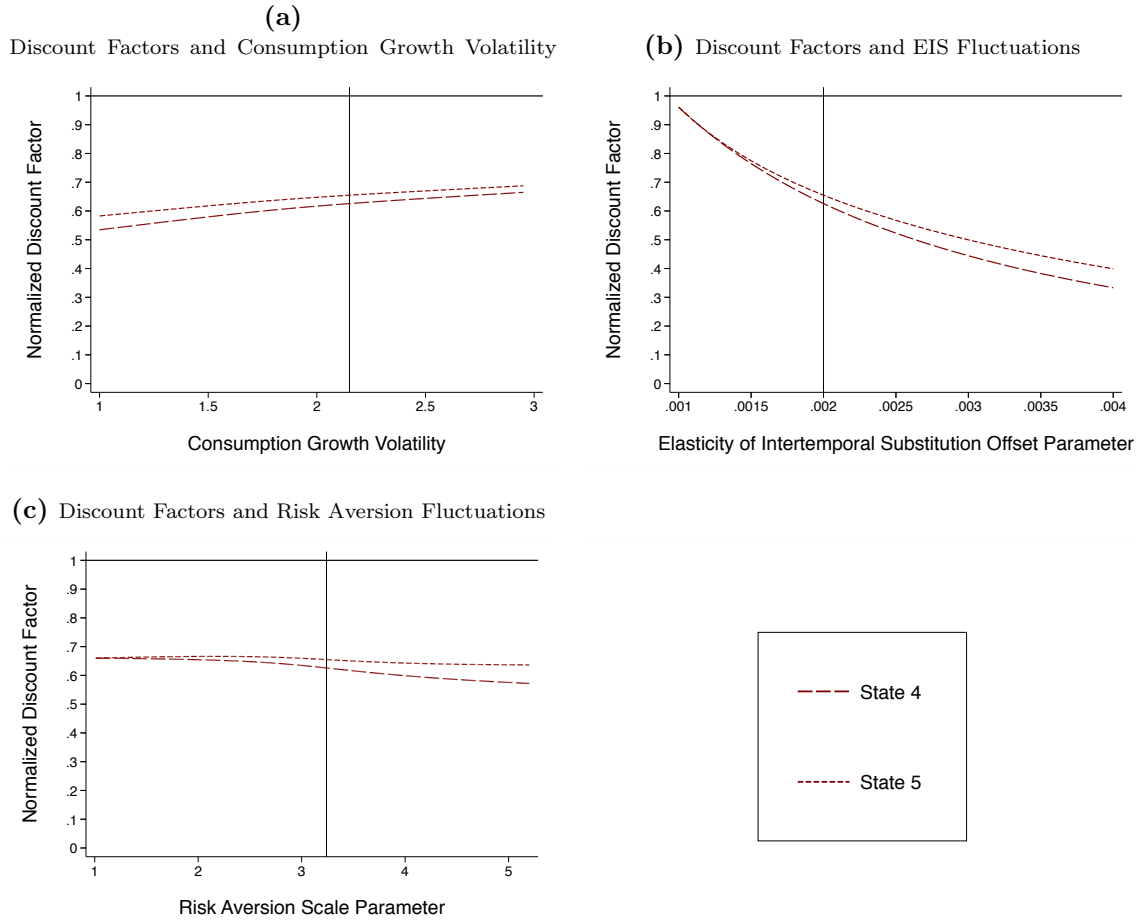 (a)
Discount Factors and Consumption Growth Volatility
Normalized Discount Factor
1
.9
.8
.7
.6
.5
.4
.3
.2
.1
0
1 1.5 2 2.5 3
Consumption Growth Volatility
(b) Discount Factors and EIS Fluctuations
Normalized Discount Factor
1
.9
.8
.7
.6
.5
.4
.3
.2
.1
0
.001 .0015 .002 .0025 .003 .0035 .004
Elasticity of Intertemporal Substitution Offset Parameter
(c) Discount Factors and Risk Aversion Fluctuations
Normalized Discount Factor
1
.9
.8
.7
.6
.5
.4
.3
.2
.1
0
1 2 3 4 5
Risk Aversion Scale Parameter
State 4
State 5